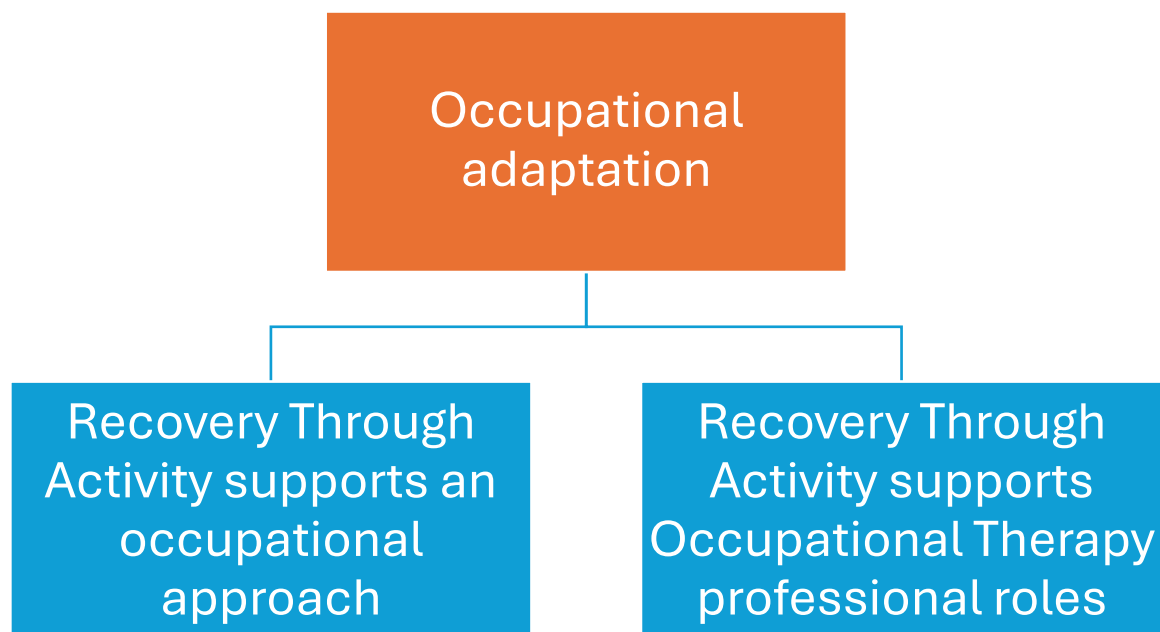 Occupational
adaptation
Recovery Through
Activity supports an
occupational
approach
Recovery Through
Activity supports
Occupational Therapy
professional roles